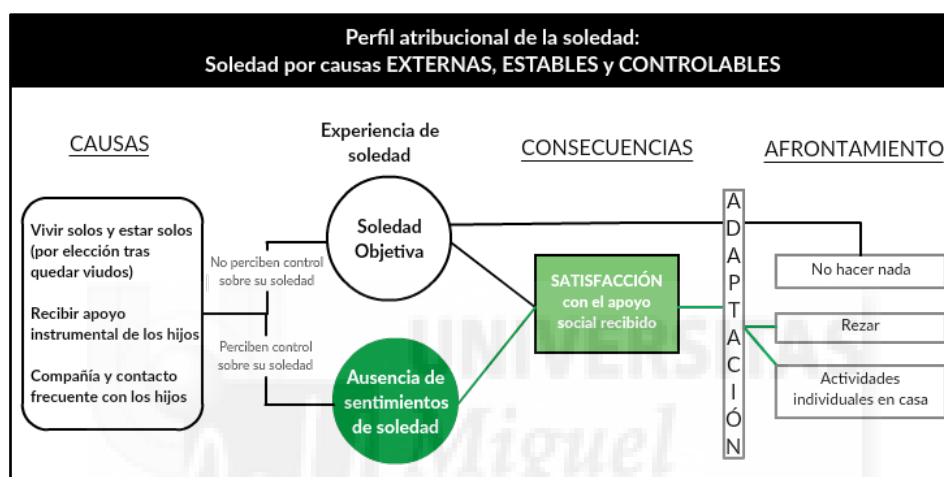 Perfil atribucional de la soledad:
Soledad por causas EXTERNAS, ESTABLES y CONTROLABLES
CAUSAS
Experiencia de
soledad
CONSECUENCIAS
AFRONTAMIENTO
Vivir solos y estar solos
(por elección tras
quedar viudos)
Recibir apoyo
instrumental de los hijos
Compañía y contacto
frecuente con los hijos
No perciben control
sobre su soledad
Perciben control
sobre su soledad
Soledad
Objetiva
Ausencia de
sentimientos
de soledad
SATISFACCIÓN
con el apoyo
social recibido
ADAPTACIÓN
No hacer nada
Rezar
Actividades
individuales en casa
UNIVERSITAS
Miguel